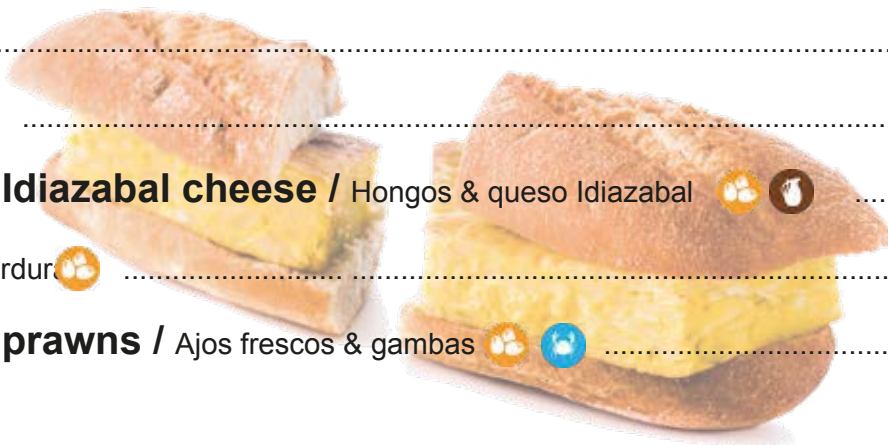 Idiazabal cheese / Hongos & queso Idiazabal ....
rdura ...................... ......................................................................
prawns / Ajos frescos & gambas .....................................